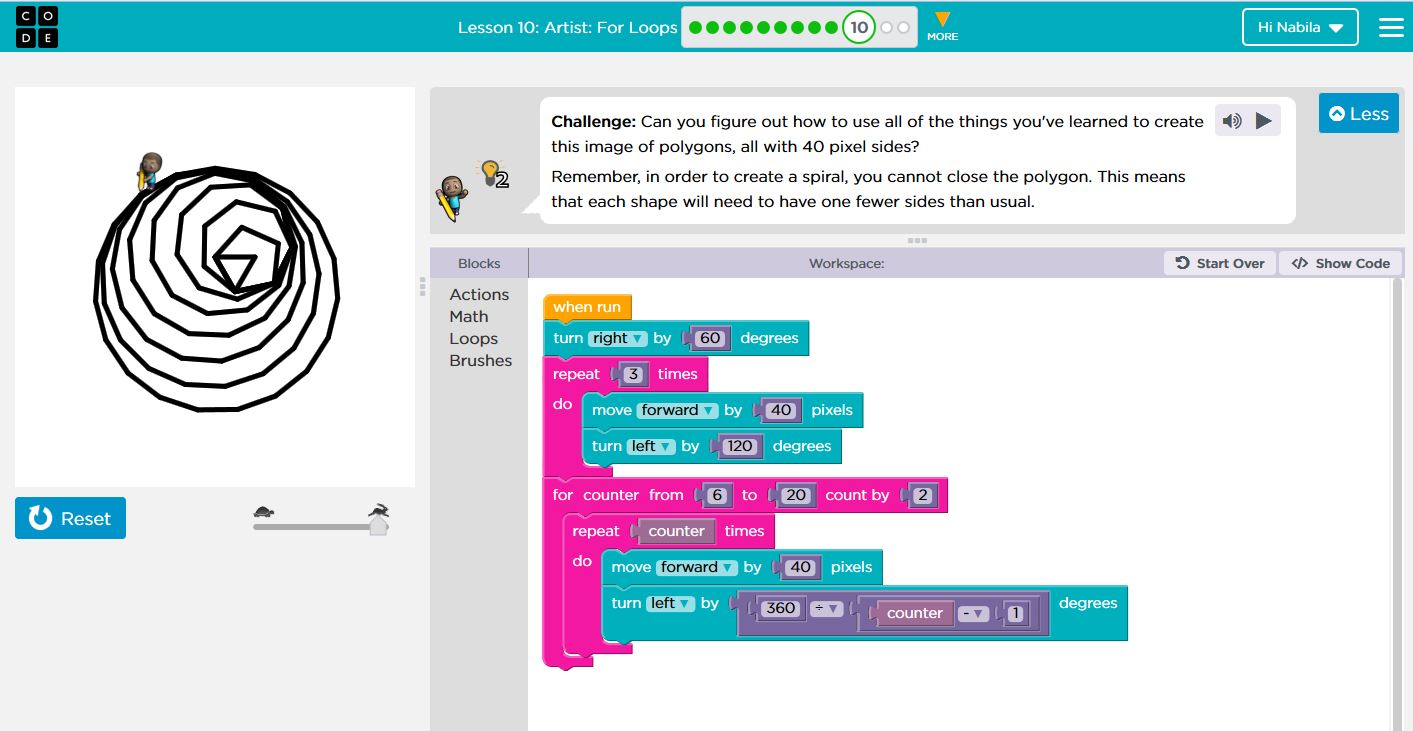 C O
D E
Lesson 10: Artist: For Loops
10
MORE
Hi Nabila
Challenge: Can you figure out how to use all of the things you've learned to create
this image of polygons, all with 40 pixel sides?
Remember, in order to create a spiral, you cannot close the polygon. This means
that each shape will need to have one fewer sides than usual.
Less
2
Blocks
Workspace:
Start Over
</> Show Code
Actions
Math
Loops
Brushes
when run
turn right by 60 degrees
repeat 3 times
do
move forward by 40 pixels
turn left by 120 degrees
for counter from 6 to 20 count by 2
repeat counter times
do
move forward by 40 pixels
turn left by 360 ÷ counter - 1 degrees
Reset